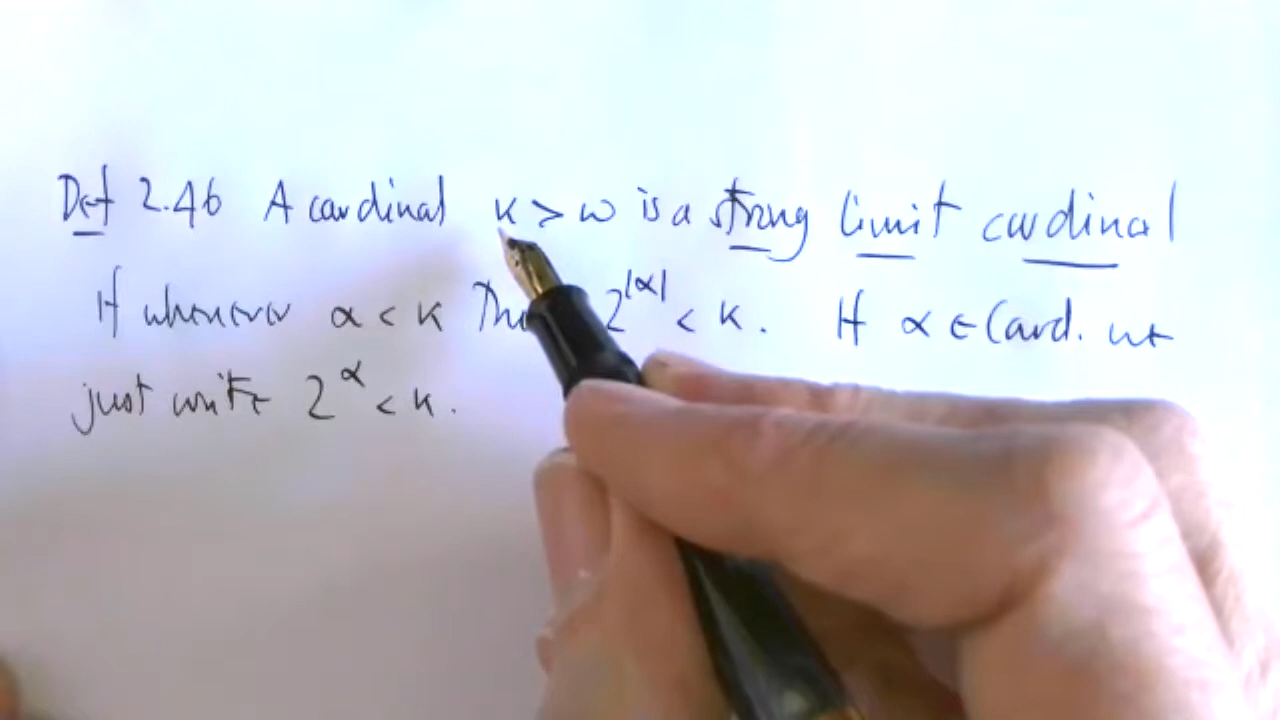 Def 2.46 A cardinal κ > ω is a strong limit cardinal
If whenever α < κ Then 2^|α| < κ. If α ∈ Card. we
just write 2^α < κ.